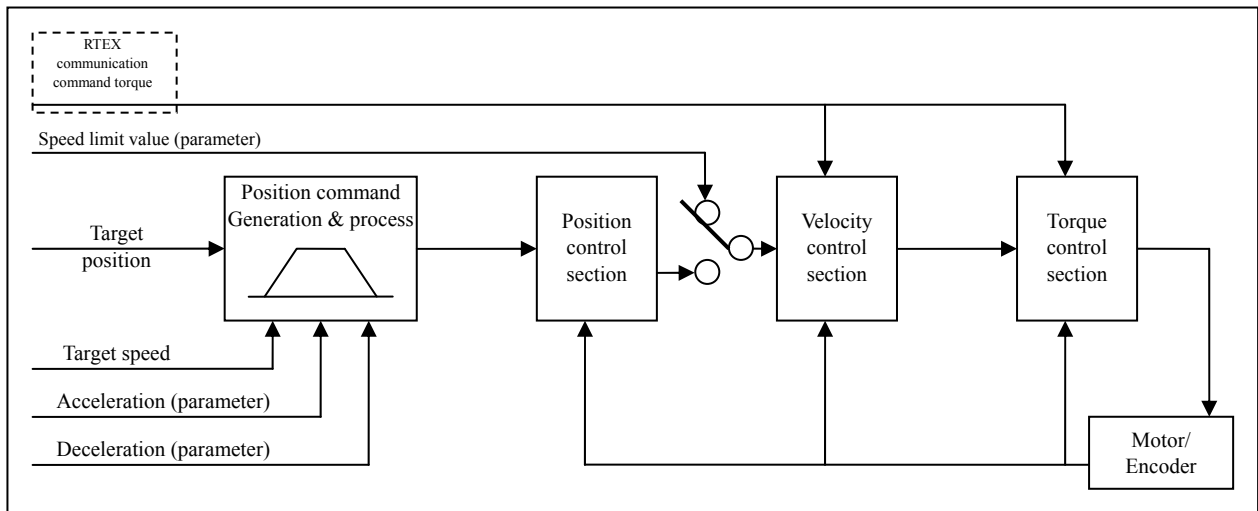 RTEX
communication
command torque
Speed limit value (parameter)
Position command
Generation & process
Target
position
Position
control
section
Velocity
control
section
Torque
control
section
Target speed
Acceleration (parameter)
Deceleration (parameter)
Motor/
Encoder